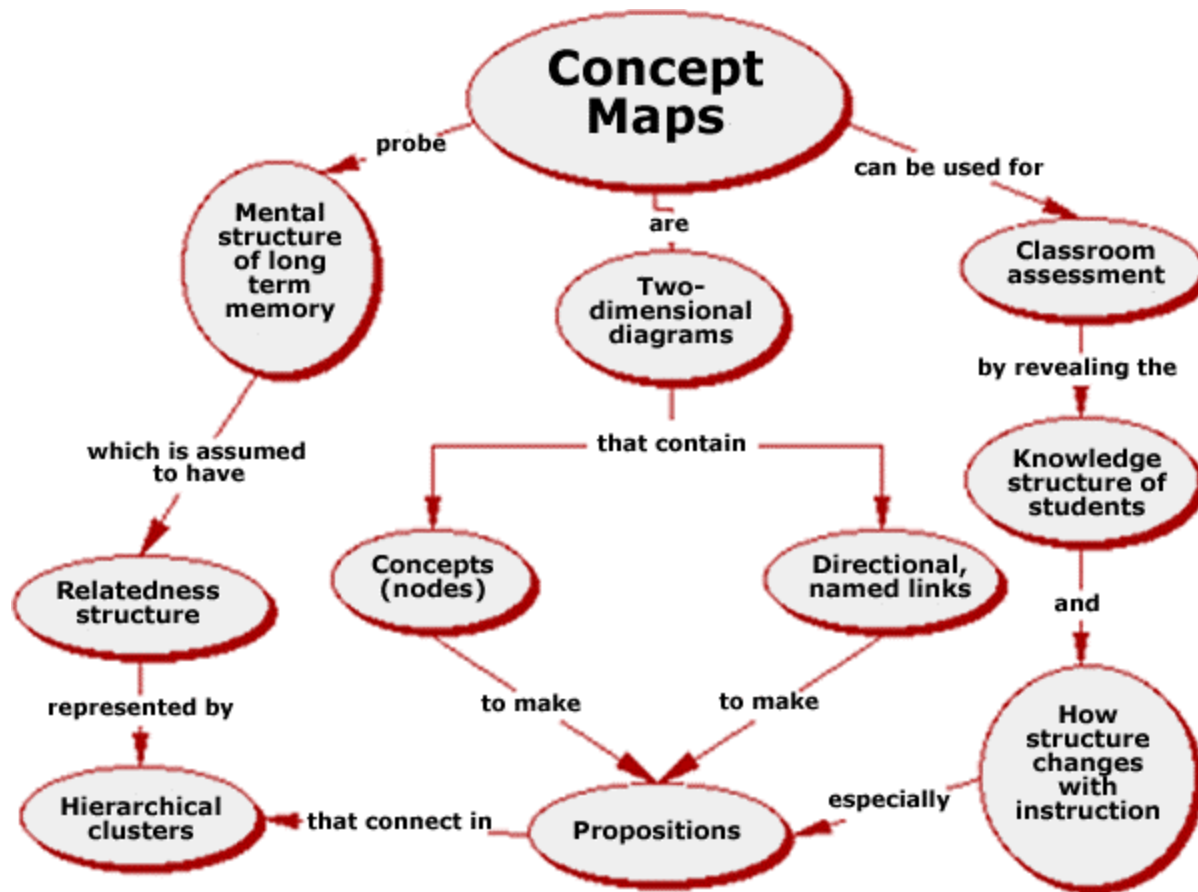 Concept
Maps
probe
can be used for
are
Mental
structure
of long
term
memory
Two-
dimensional
diagrams
Classroom
assessment
by revealing the
which is assumed
to have
that contain
Knowledge
structure of
students
Relatedness
structure
Concepts
(nodes)
Directional,
named links
and
represented by
to make
to make
How
structure
changes
with
instruction
Hierarchical
clusters
that connect in
Propositions
especially